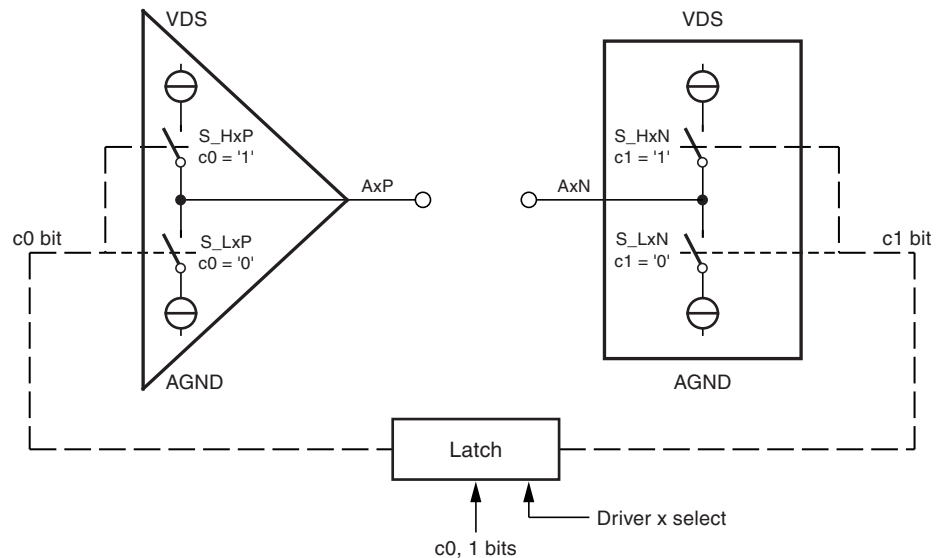 VDS
VDS
S_HxP
c0 = '1'
S_HxN
c1 = '1'
AxP
AxN
c0 bit
S_LxP
c0 = '0'
S_LxN
c1 = '0'
c1 bit
AGND
AGND
Latch
Driver x select
c0, 1 bits